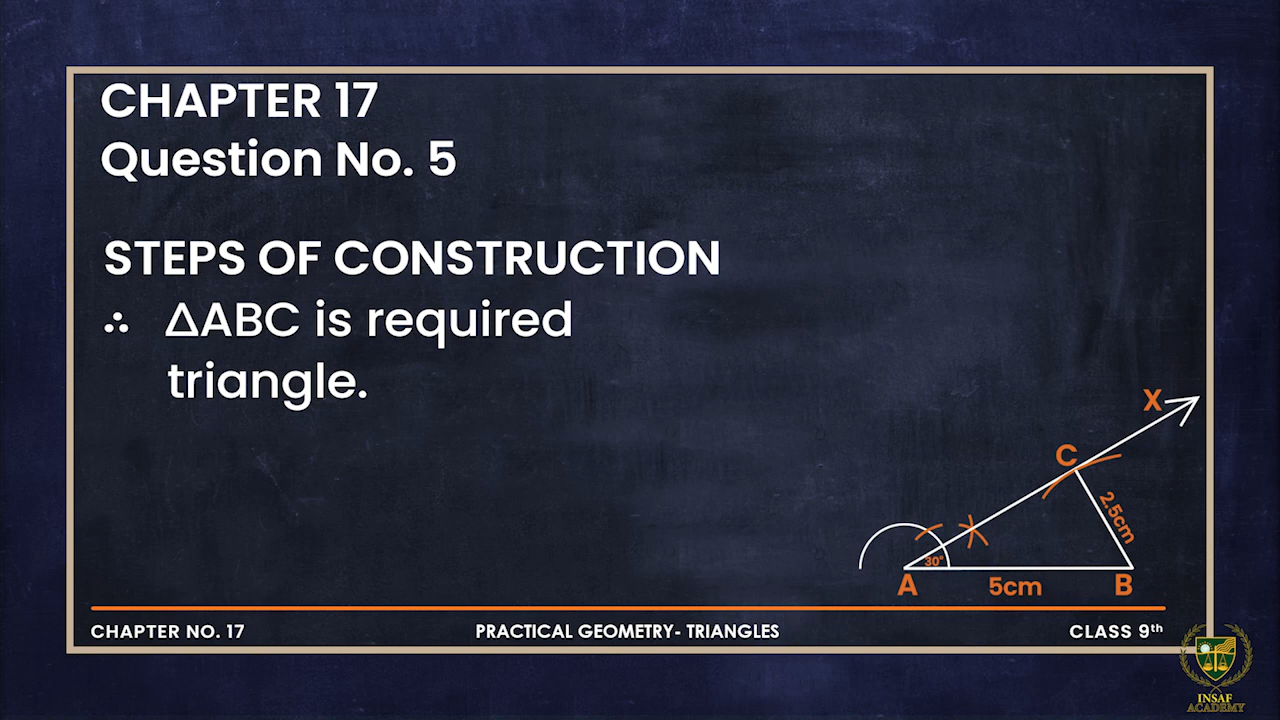 CHAPTER 17
Question No. 5
STEPS OF CONSTRUCTION
∴ ΔABC is required
triangle.
X
C
2.5cm
30°
A
5cm
B
CHAPTER NO. 17
PRACTICAL GEOMETRY- TRIANGLES
CLASS 9th
INSAF
ACADEMY